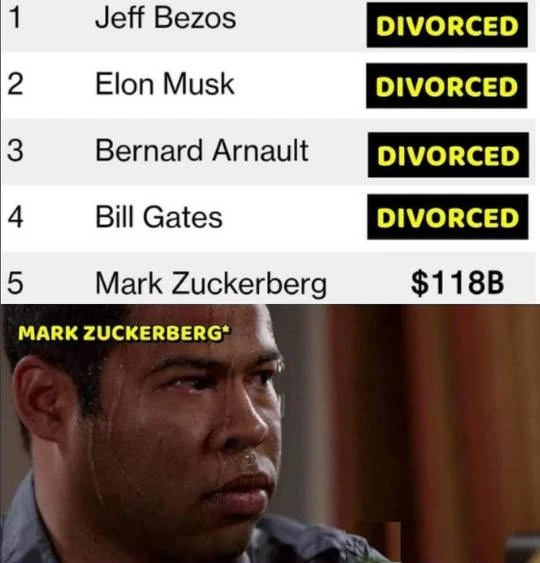 1 Jeff Bezos DIVORCED
2 Elon Musk DIVORCED
3 Bernard Arnault DIVORCED
4 Bill Gates DIVORCED
5 Mark Zuckerberg $118B
MARK ZUCKERBERG*